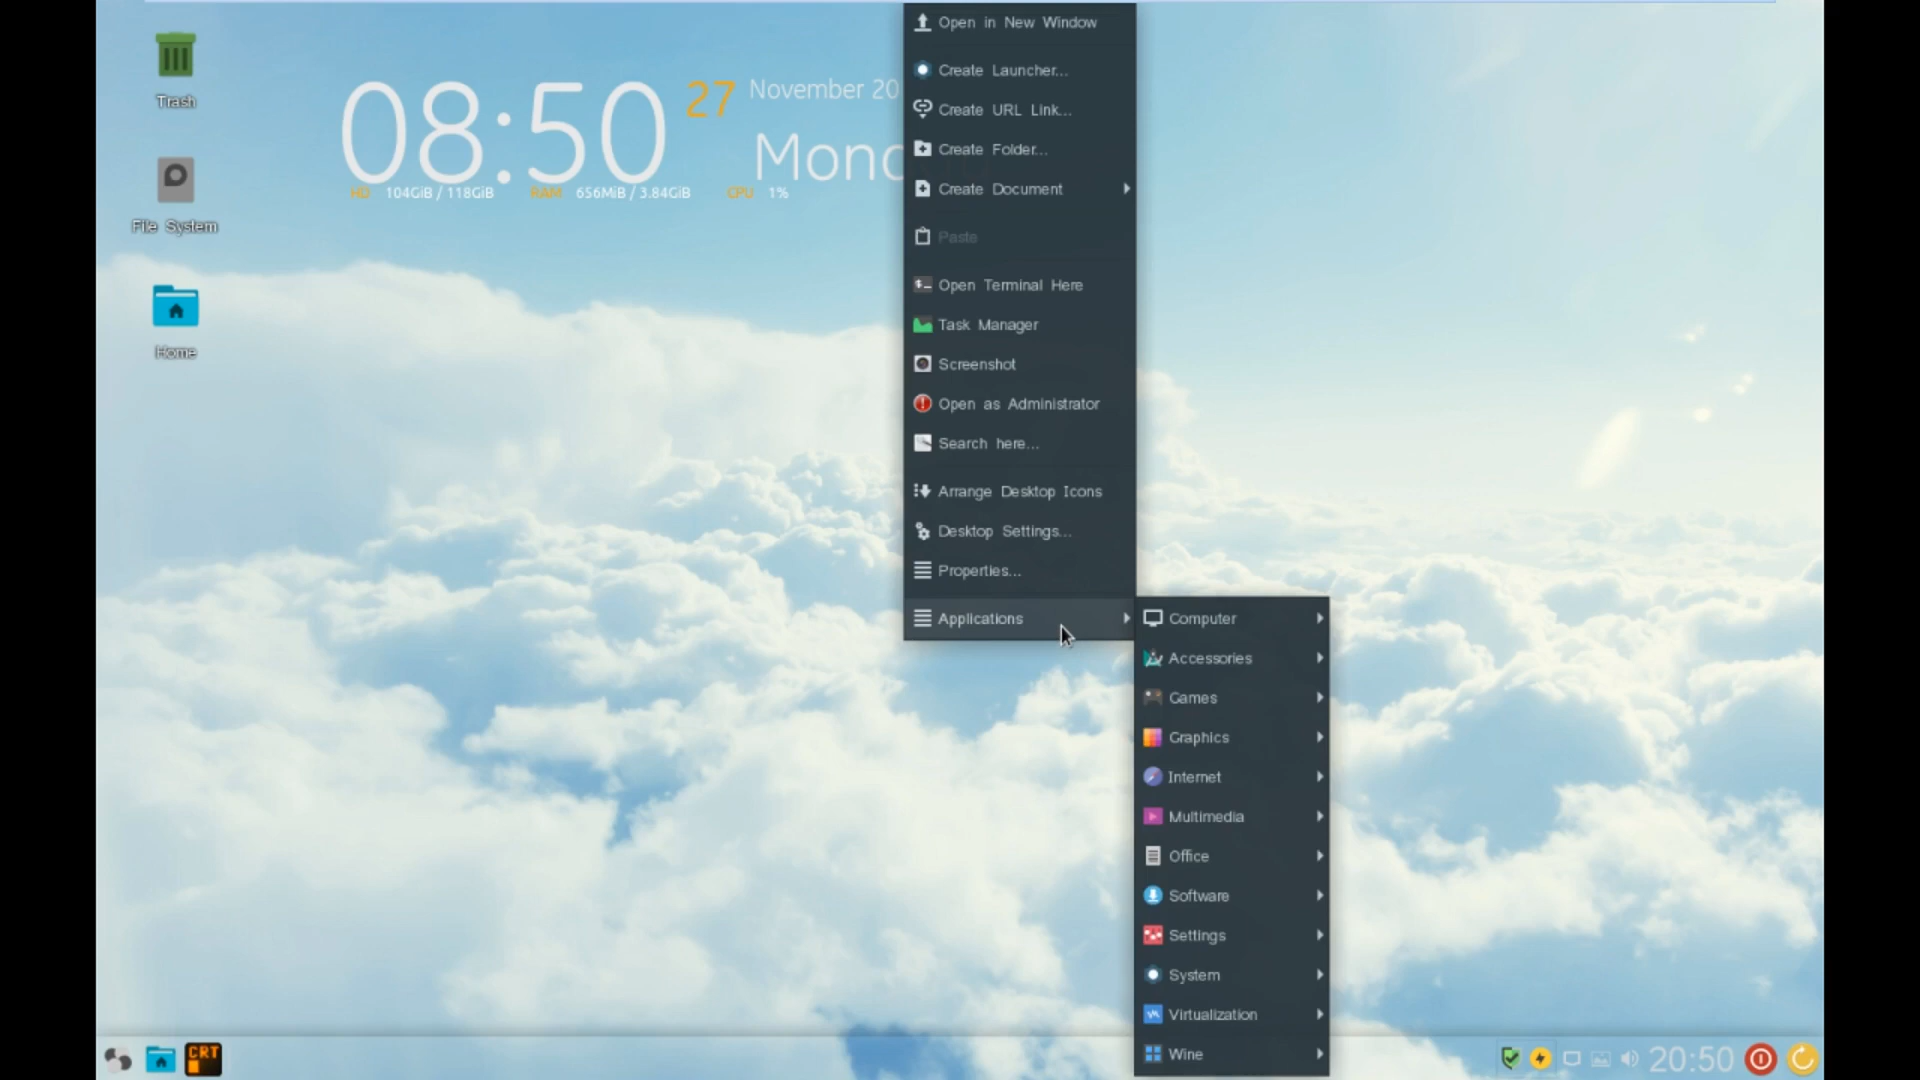 Trash
File System
Home
08:50
27
November 20
Mond
HD 104GiB / 118GiB RAM 656MiB / 3.84GiB CPU 1%
Open in New Window
Create Launcher...
Create URL Link...
Create Folder...
Create Document
Paste
Open Terminal Here
Task Manager
Screenshot
Open as Administrator
Search here...
Arrange Desktop Icons
Desktop Settings...
Properties...
Applications
Computer
Accessories
Games
Graphics
Internet
Multimedia
Office
Software
Settings
System
Virtualization
Wine
CRT
20:50